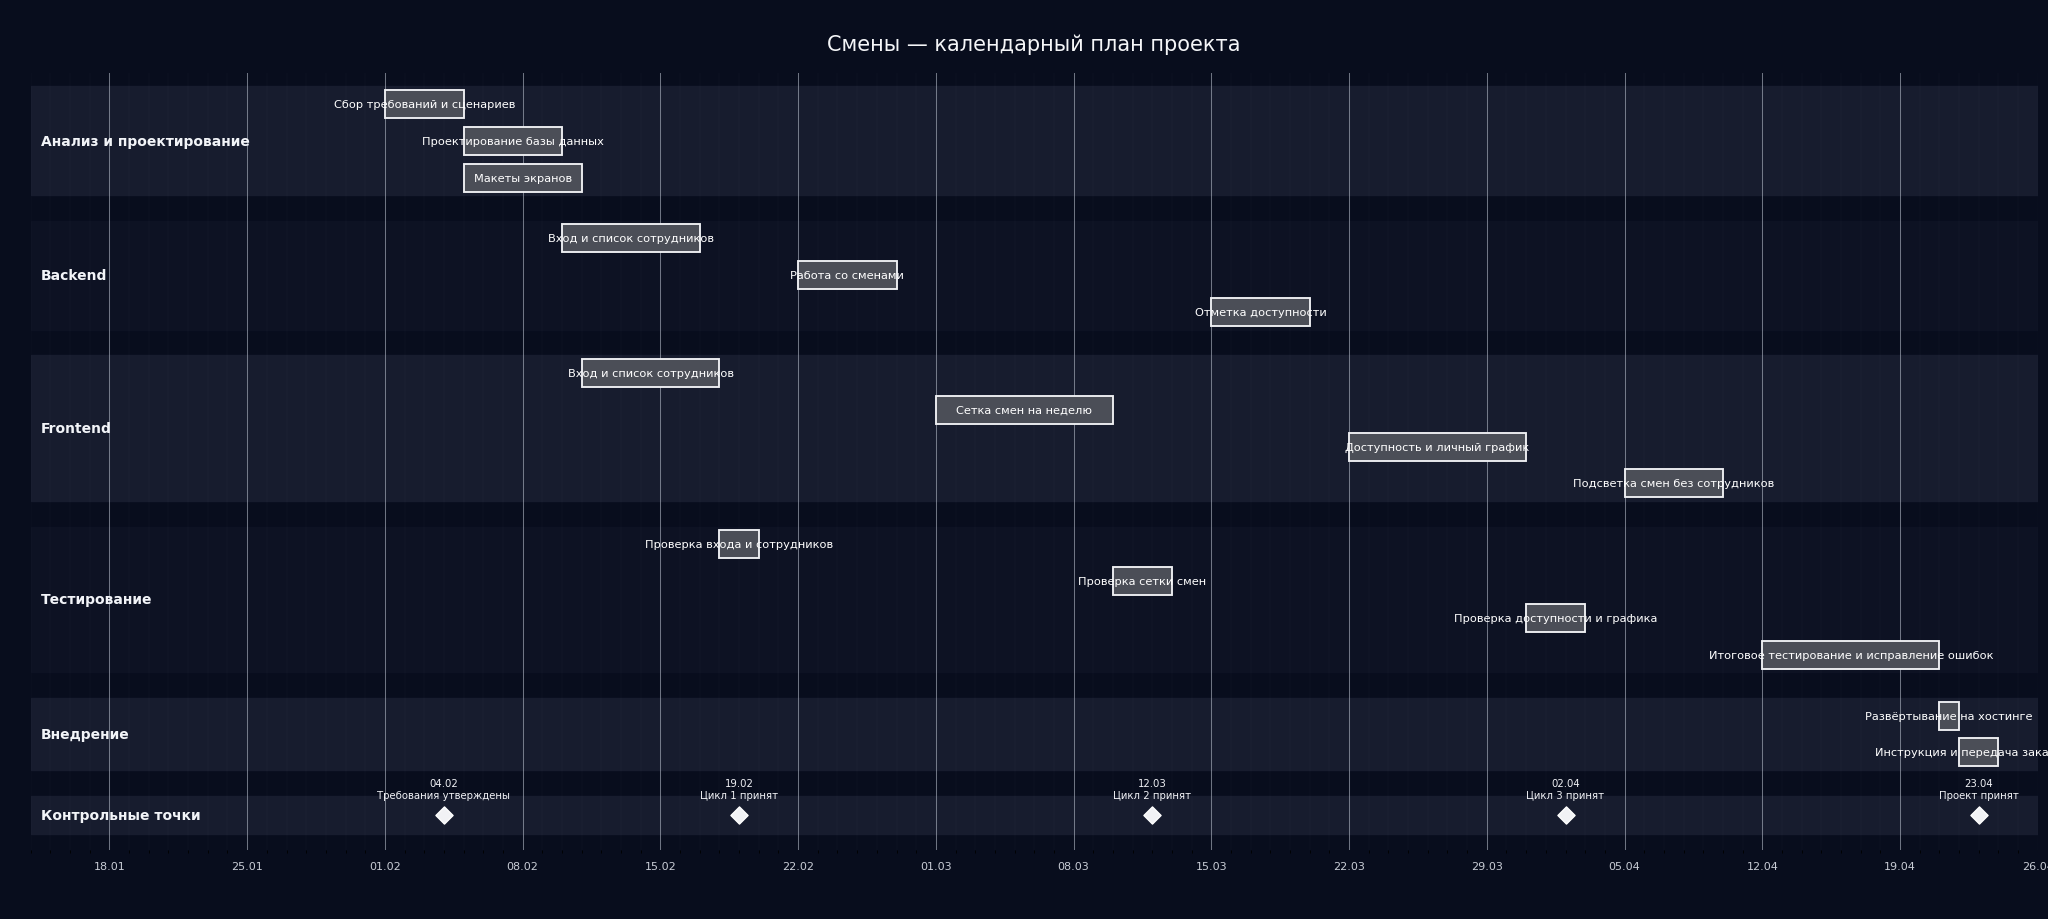 Смены — календарный план проекта
Анализ и проектирование
Сбор требований и сценариев
Проектирование базы данных
Макеты экранов
Backend
Вход и список сотрудников
Работа со сменами
Отметка доступности
Frontend
Вход и список сотрудников
Сетка смен на неделю
Доступность и личный график
Подсветка смен без сотрудников
Тестирование
Проверка входа и сотрудников
Проверка сетки смен
Проверка доступности и графика
Итоговое тестирование и исправление ошибок
Внедрение
Развёртывание на хостинге
Инструкция и передача зака
Контрольные точки
04.02
Требования утверждены
19.02
Цикл 1 принят
12.03
Цикл 2 принят
02.04
Цикл 3 принят
23.04
Проект принят
18.01 25.01 01.02 08.02 15.02 22.02 01.03 08.03 15.03 22.03 29.03 05.04 12.04 19.04 26.0